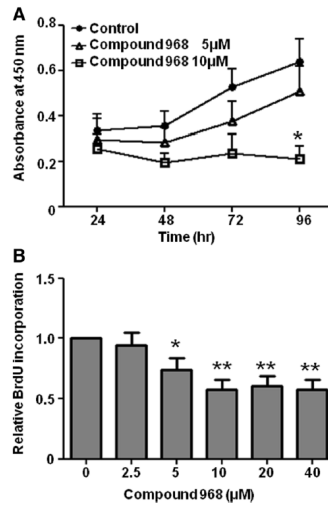 A
Control
Compound 968 5µM
Compound 968 10µM
Absorbance at 450 nm
0.8
0.6
0.4
0.2
0
*
24 48 72 96
Time (hr)
B
Relative BrdU incorporation
1.5
1.0
0.5
0
* ** ** **
0 2.5 5 10 20 40
Compound 968 (µM)